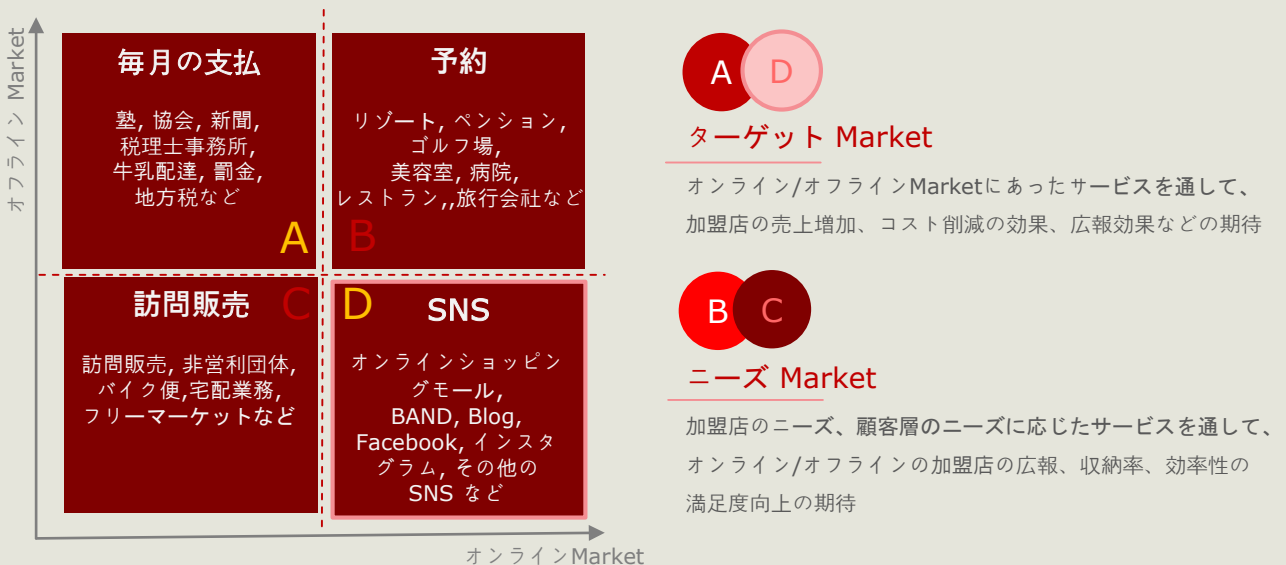 オフライン Market
毎月の支払
塾, 協会, 新聞,
税理士事務所,
牛乳配達, 罰金,
地方税など
A
予約
リゾート, ペンション,
ゴルフ場,
美容室, 病院,
レストラン,,旅行会社など
B
訪問販売
C
訪問販売, 非営利団体,
バイク便,宅配業務,
フリーマーケットなど
D
SNS
オンラインショッピン
グモール,
BAND, Blog,
Facebook, インスタ
グラム, その他の
SNS など
オンラインMarket
A
D
ターゲット Market
オンライン/オフラインMarketにあったサービスを通して、
加盟店の売上増加、コスト削減の効果、広報効果などの期待
B
C
ニーズ Market
加盟店のニーズ、顧客層のニーズに応じたサービスを通して、
オンライン/オフラインの加盟店の広報、収納率、効率性の
満足度向上の期待